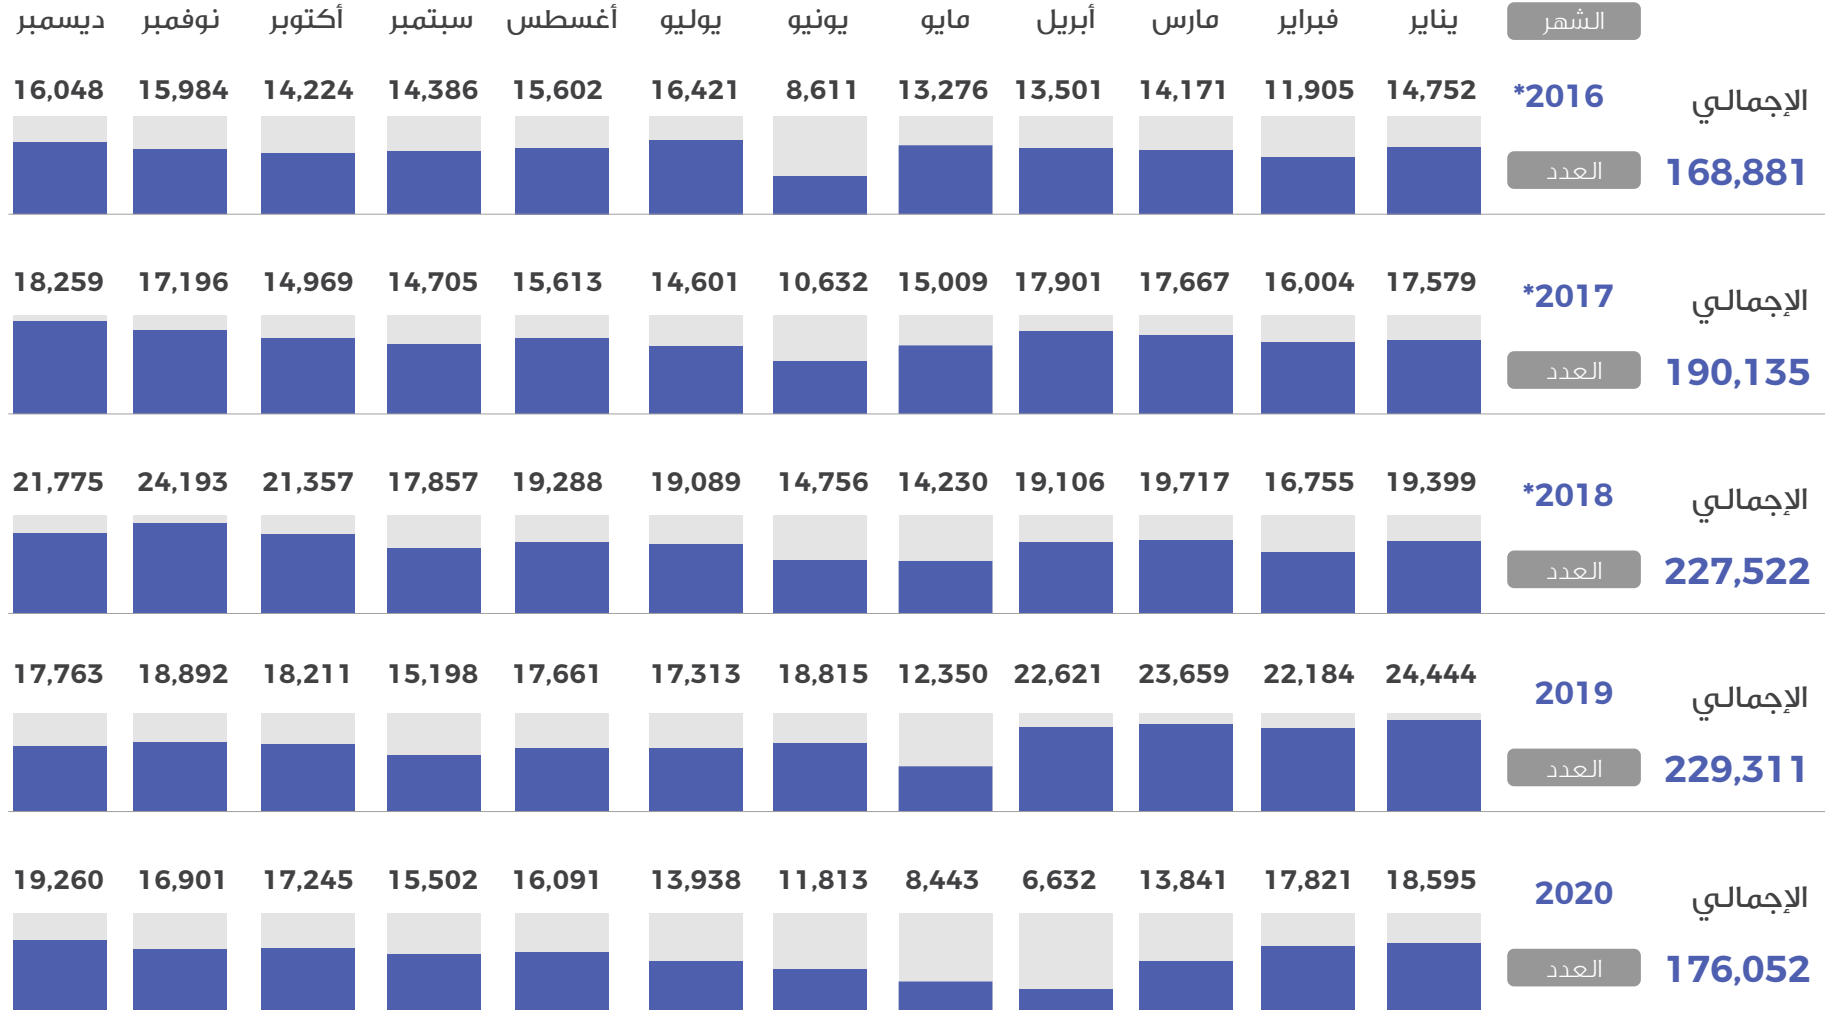 الشهر يناير فبراير مارس أبريل مايو يونيو يوليو أغسطس سبتمبر أكتوبر نوفمبر ديسمبر
الإجمالي 2016* 14,752 11,905 14,171 13,501 13,276 8,611 16,421 15,602 14,386 14,224 15,984 16,048
168,881 العدد
الإجمالي 2017* 17,579 16,004 17,667 17,901 15,009 10,632 14,601 15,613 14,705 14,969 17,196 18,259
190,135 العدد
الإجمالي 2018* 19,399 16,755 19,717 19,106 14,230 14,756 19,089 19,288 17,857 21,357 24,193 21,775
227,522 العدد
الإجمالي 2019 24,444 22,184 23,659 22,621 12,350 18,815 17,313 17,661 15,198 18,211 18,892 17,763
229,311 العدد
الإجمالي 2020 18,595 17,821 13,841 6,632 8,443 11,813 13,938 16,091 15,502 17,245 16,901 19,260
176,052 العدد